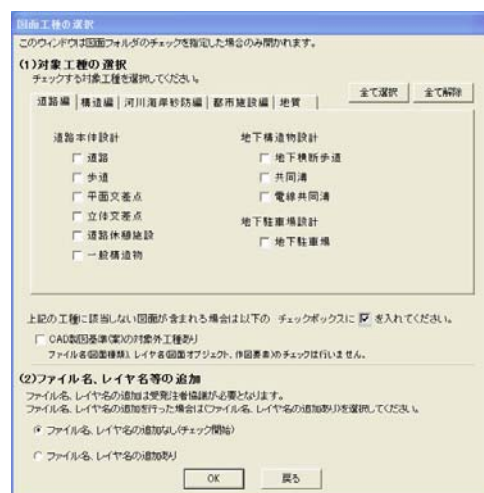 図面工種の選択
このウィンドウは図面フォルダのチェックを指定した場合のみ開かれます。
(1)対象工種の選択
チェックする対象工種を選択してください。
全て選択 全て解除
道路編 構造編 河川海岸砂防編 都市施設編 地質
道路本体設計
道路
歩道
平面交差点
立体交差点
道路休憩施設
一般構造物
地下構造物設計
地下横断歩道
共同溝
電線共同溝
地下駐車場設計
地下駐車場
上記の工種に該当しない図面が含まれる場合は以下の チェックボックスに を入れてください。
CAD製図基準(案)の対象外工種あり
ファイル名(図面種類)、レイヤ名(図面オブジェクト、作図要素)のチェックは行いません。
(2)ファイル名、レイヤ名等の追加
ファイル名、レイヤ名の追加は受発注者協議が必要となります。
ファイル名、レイヤ名の追加を行った場合は(ファイル名、レイヤ名の追加あり)を選択してください。
ファイル名、レイヤ名の追加なし(チェック開始)
ファイル名、レイヤ名の追加あり
OK 戻る